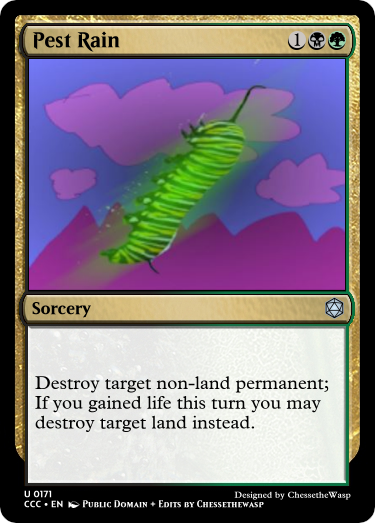 Pest Rain 1
Sorcery
Destroy target non-land permanent;
If you gained life this turn you may
destroy target land instead.
U 0171
Designed by ChessetheWasp
CCC • EN Public Domain + Edits by Chessethewasp